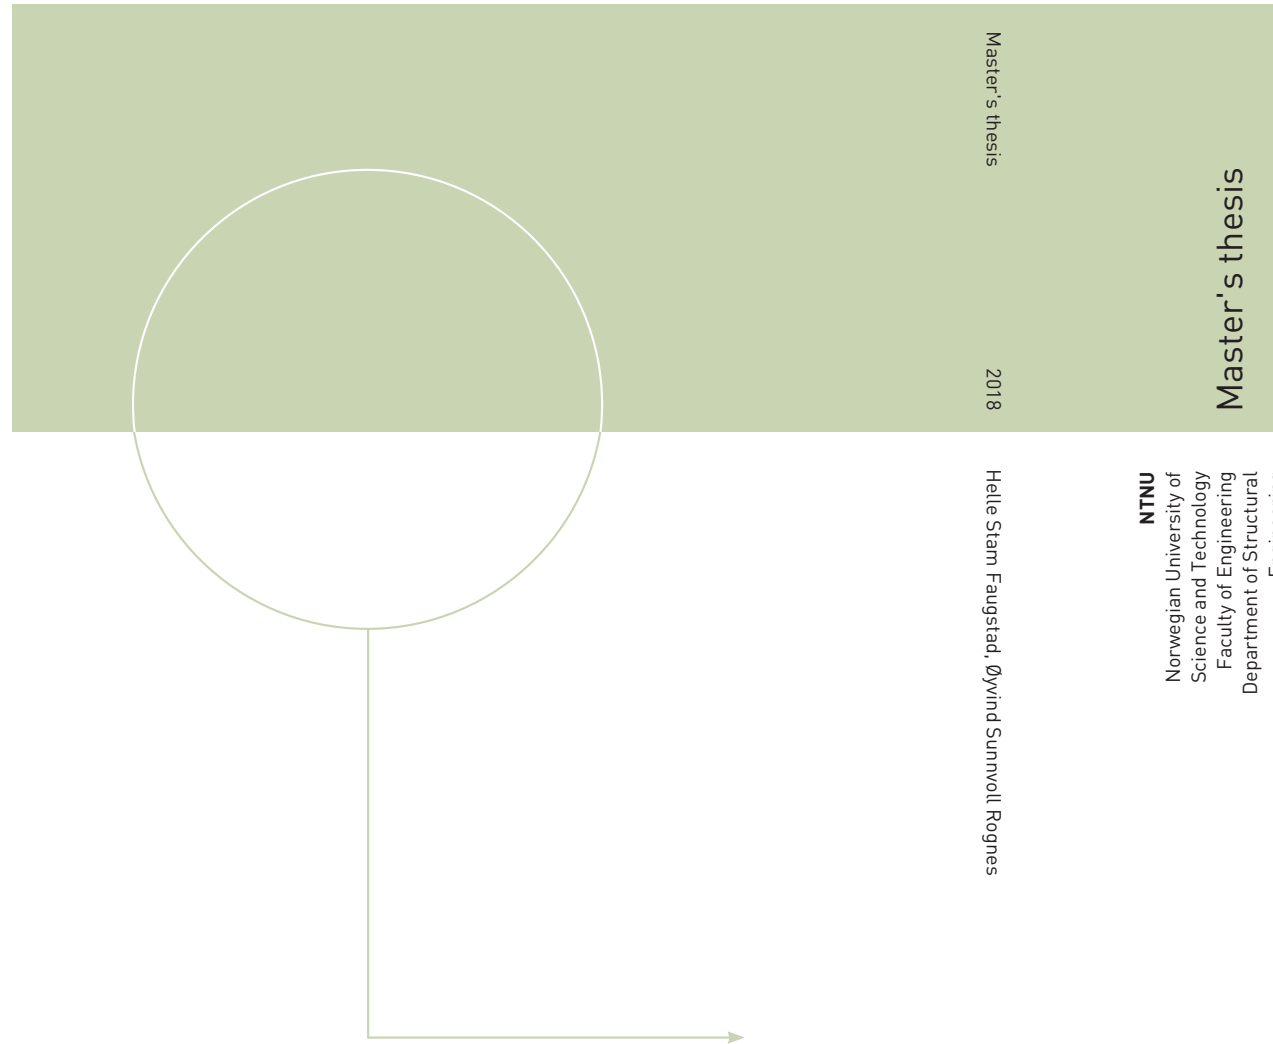 Master's thesis
2018
Helle Stam Faugstad, Øyvind Sunnvoll Rognes
Master's thesis
NTNU
Norwegian University of
Science and Technology
Faculty of Engineering
Department of Structural